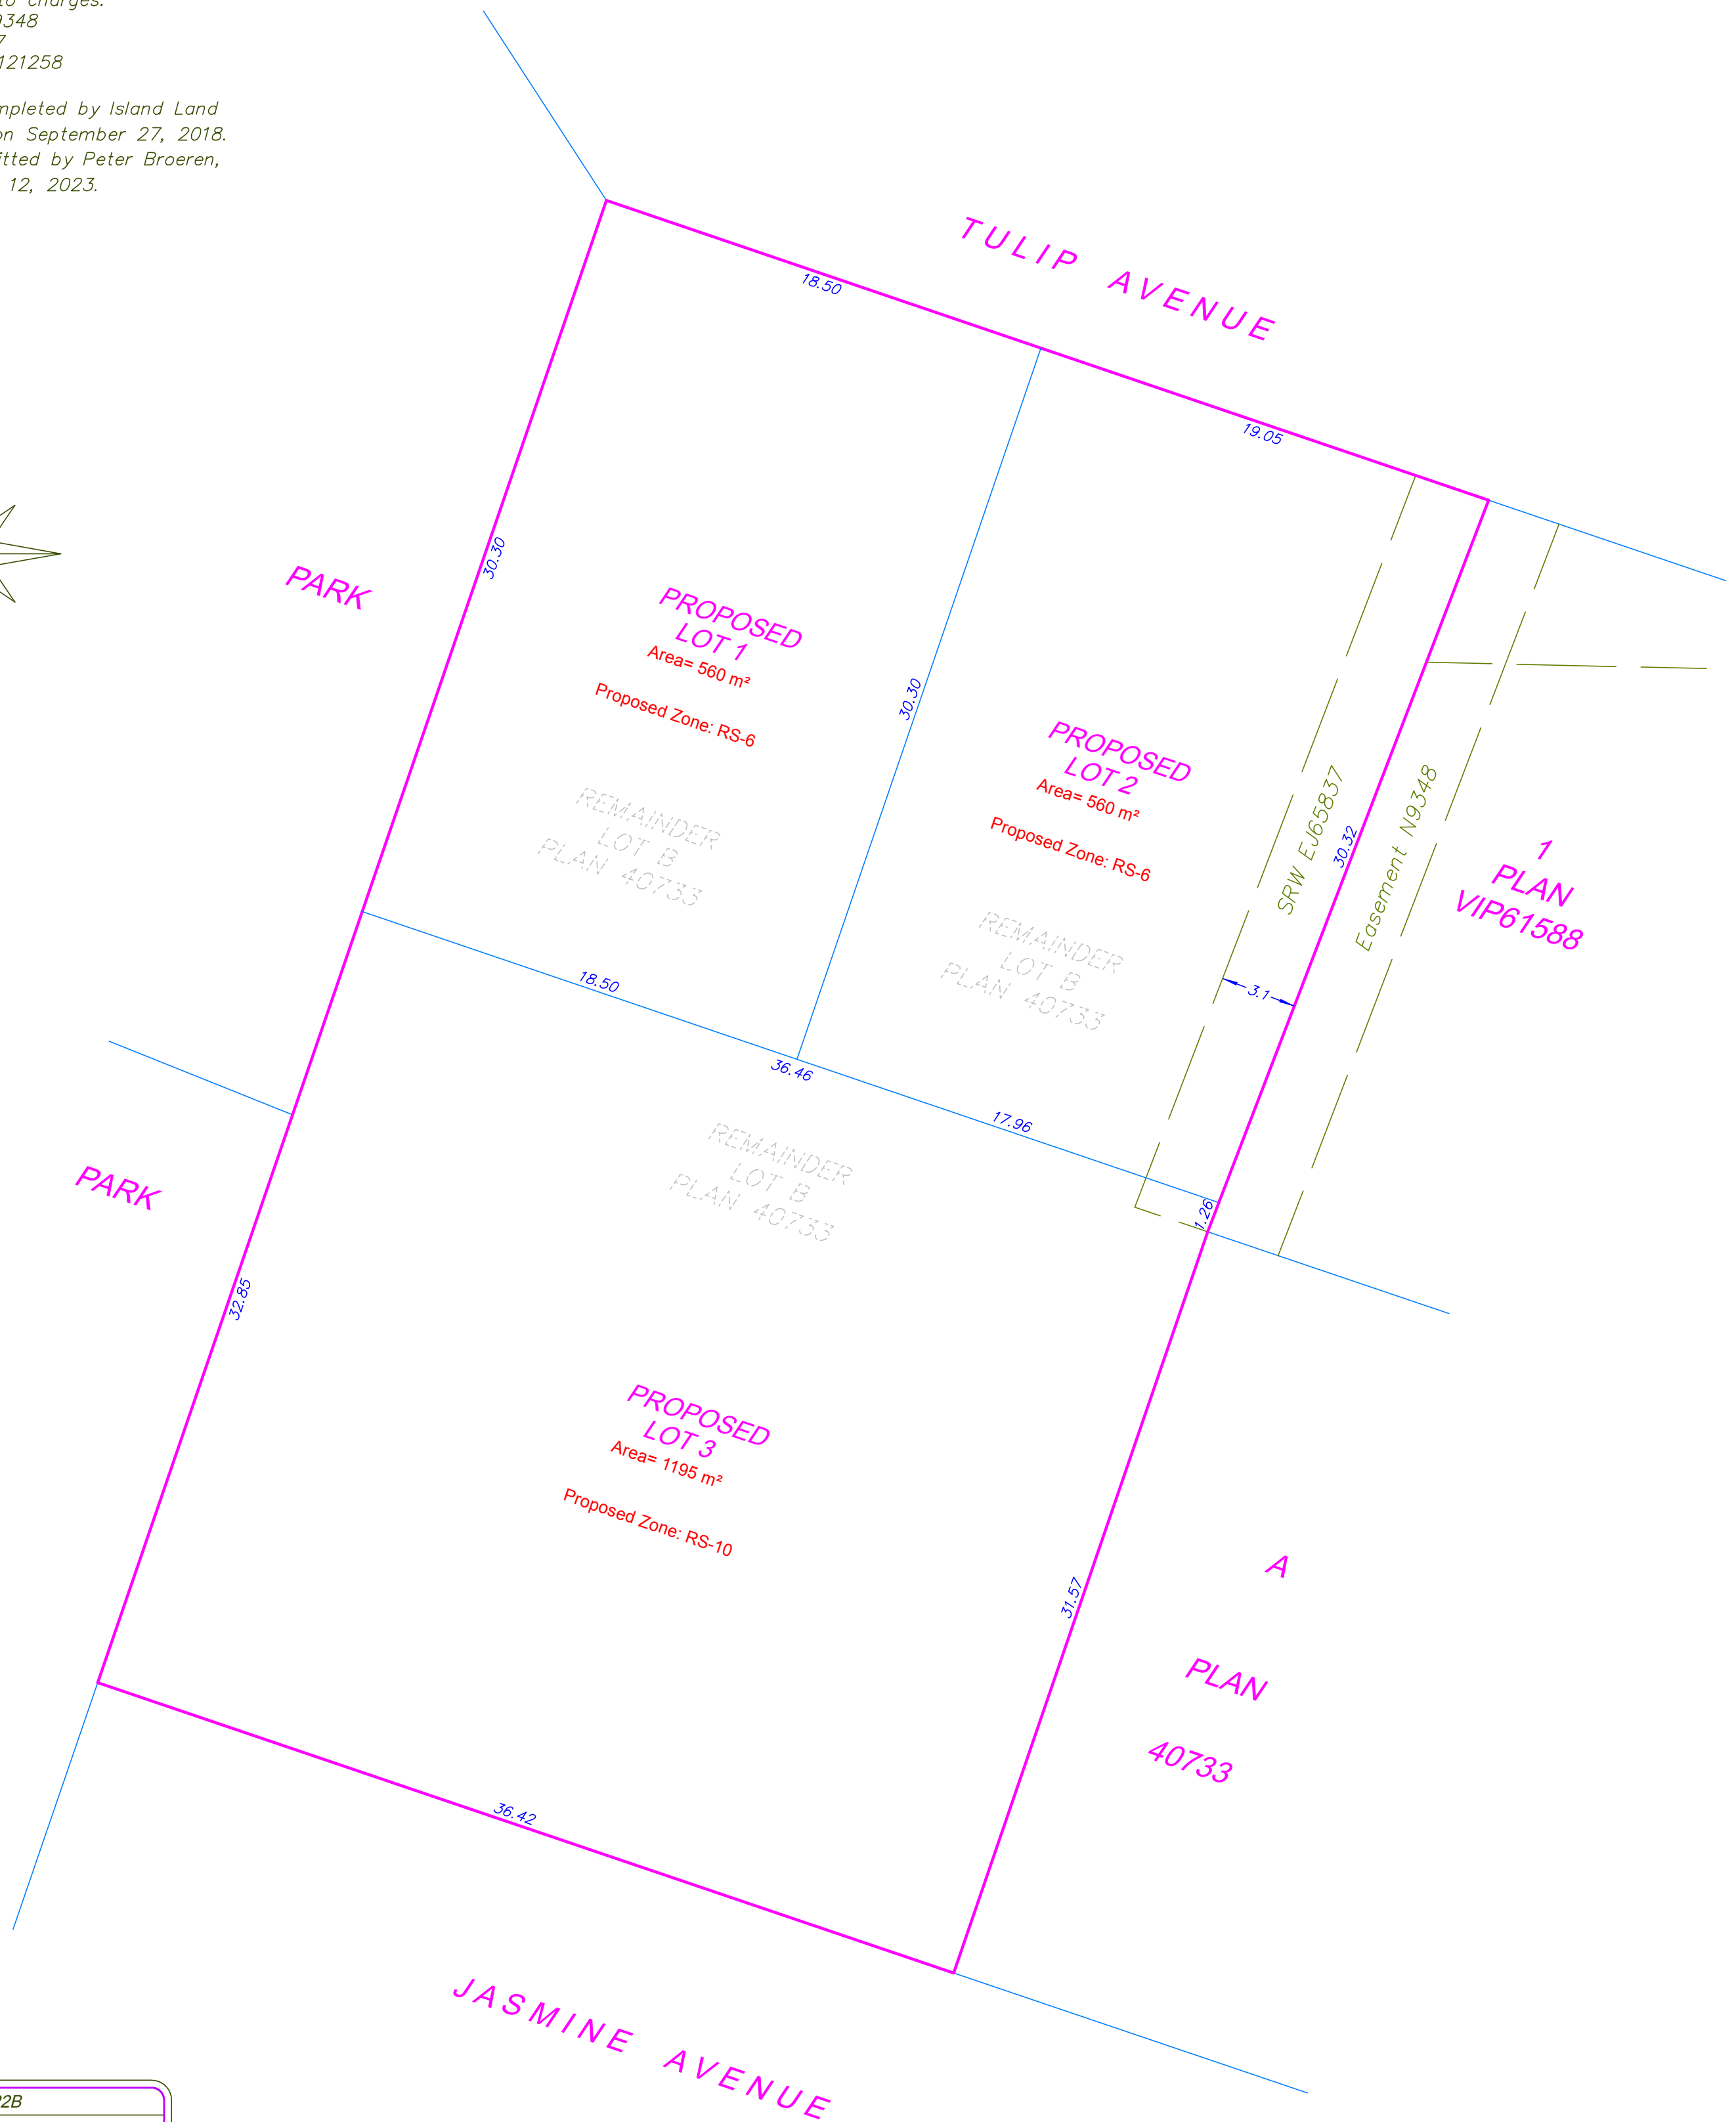 to charges.
9348
7
121258
mpleted by Island Land
on September 27, 2018.
itted by Peter Broeren,
12, 2023.
TULIP AVENUE
18.50
19.05
30.30
PARK
PROPOSED
LOT 1
Area= 560 m²
Proposed Zone: RS-6
30.30
PROPOSED
LOT 2
Area= 560 m²
Proposed Zone: RS-6
REMAINDER
LOT B
PLAN 40733
SRW EJ65837
30.32
Easement N9348
1
PLAN
VIP61588
REMAINDER
LOT B
PLAN 40733
3.1
18.50
36.46
17.96
REMAINDER
LOT B
PLAN 40733
1.26
PARK
32.85
PROPOSED
LOT 3
Area= 1195 m²
Proposed Zone: RS-10
31.57
A
PLAN
40733
36.42
JASMINE AVENUE
22B